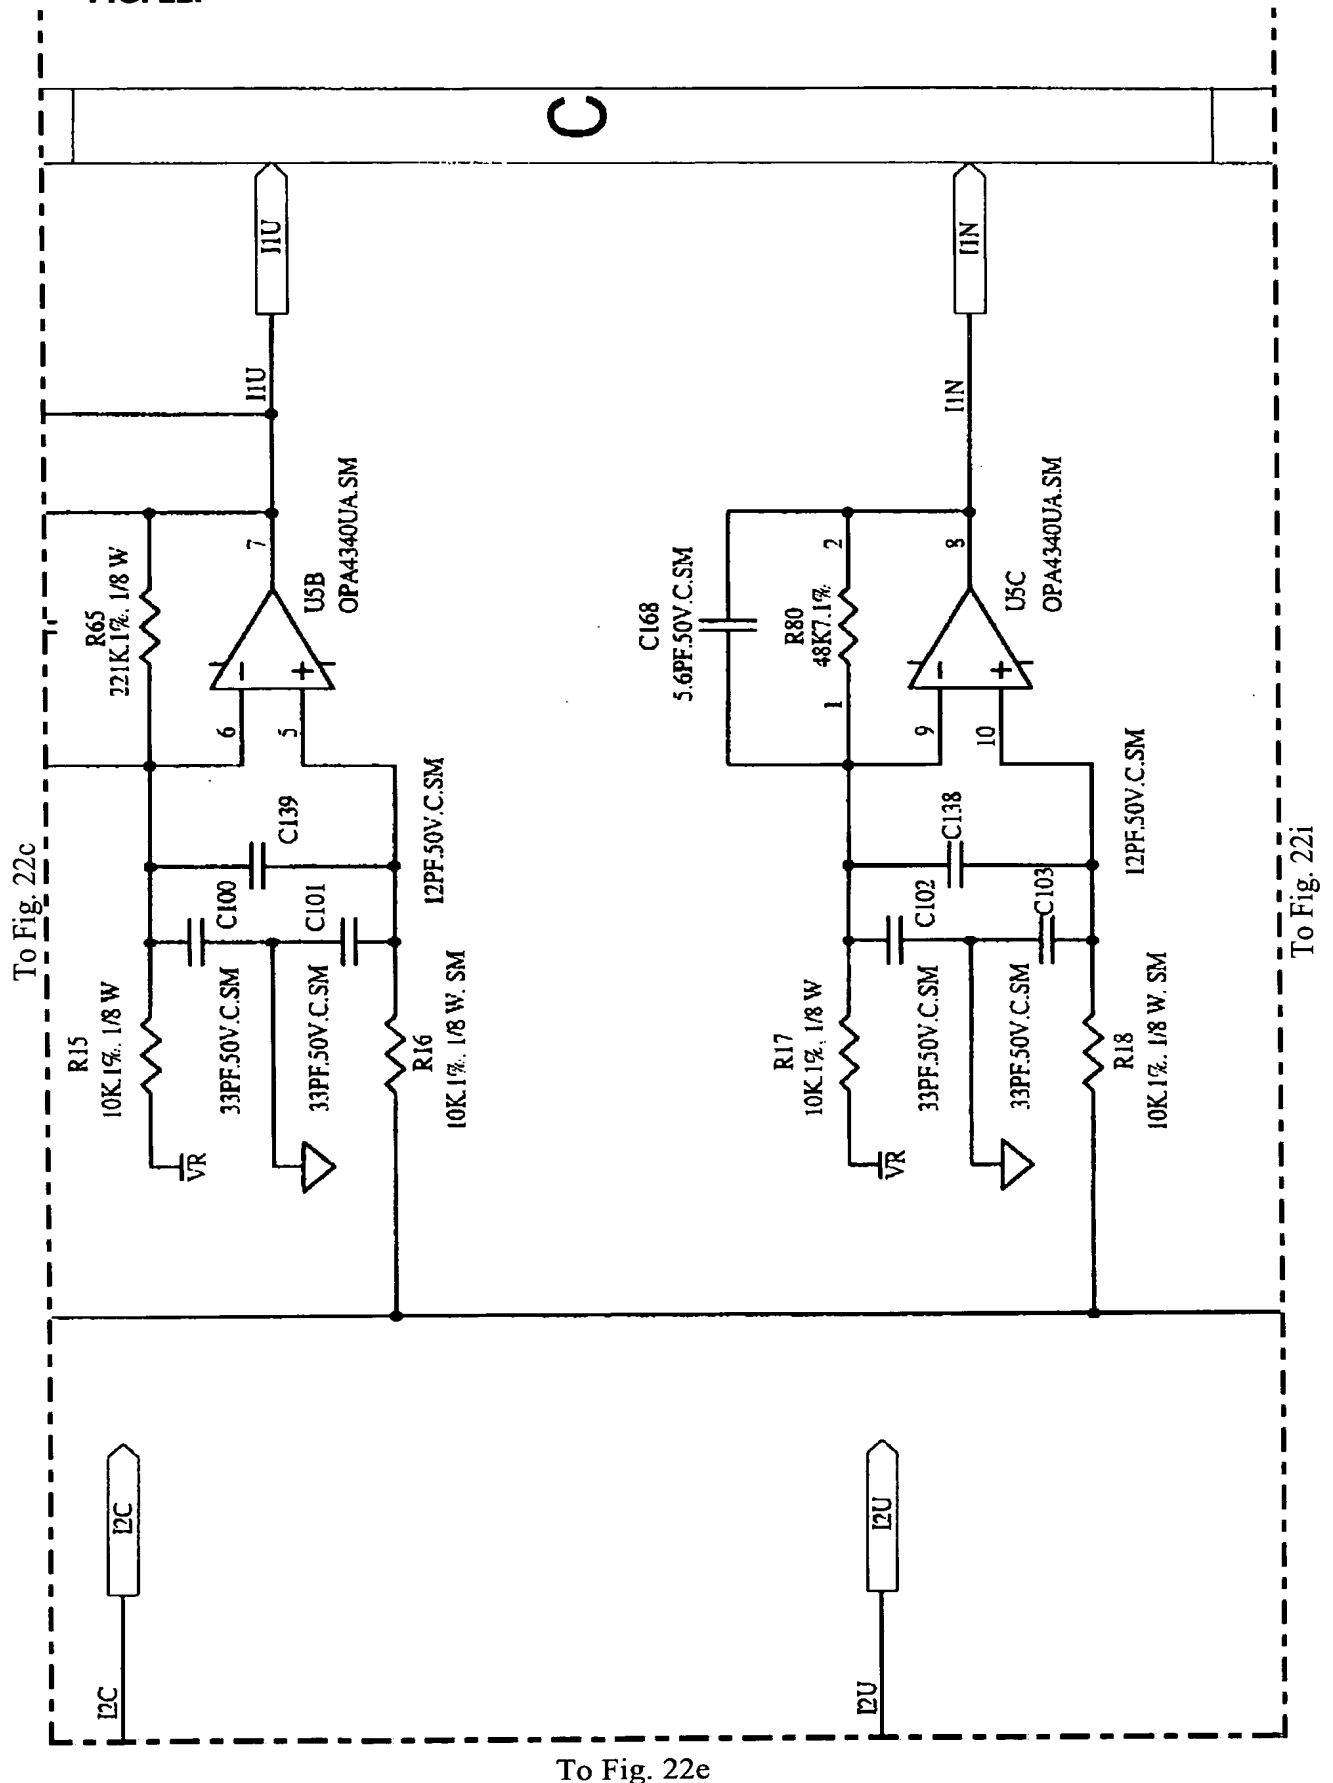 C
I1U
I1N
I1U
I1N
R65
221K.1%. 1/8 W
7
U5B
OPA4340UA.SM
6
5
-
+
C168
5.6PF.50V.C.SM
R80
48K7.1%
1
2
8
U5C
OPA4340UA.SM
9
10
-
+
To Fig. 22c
C139
12PF.50V.C.SM
C100
C101
33PF.50V.C.SM
33PF.50V.C.SM
R15
10K.1%. 1/8 W
R16
10K.1%. 1/8 W. SM
VR
C138
12PF.50V.C.SM
C102
C103
33PF.50V.C.SM
33PF.50V.C.SM
R17
10K.1%. 1/8 W
R18
10K.1%. 1/8 W. SM
VR
To Fig. 22i
I2C
I2C
I2U
I2U
To Fig. 22e